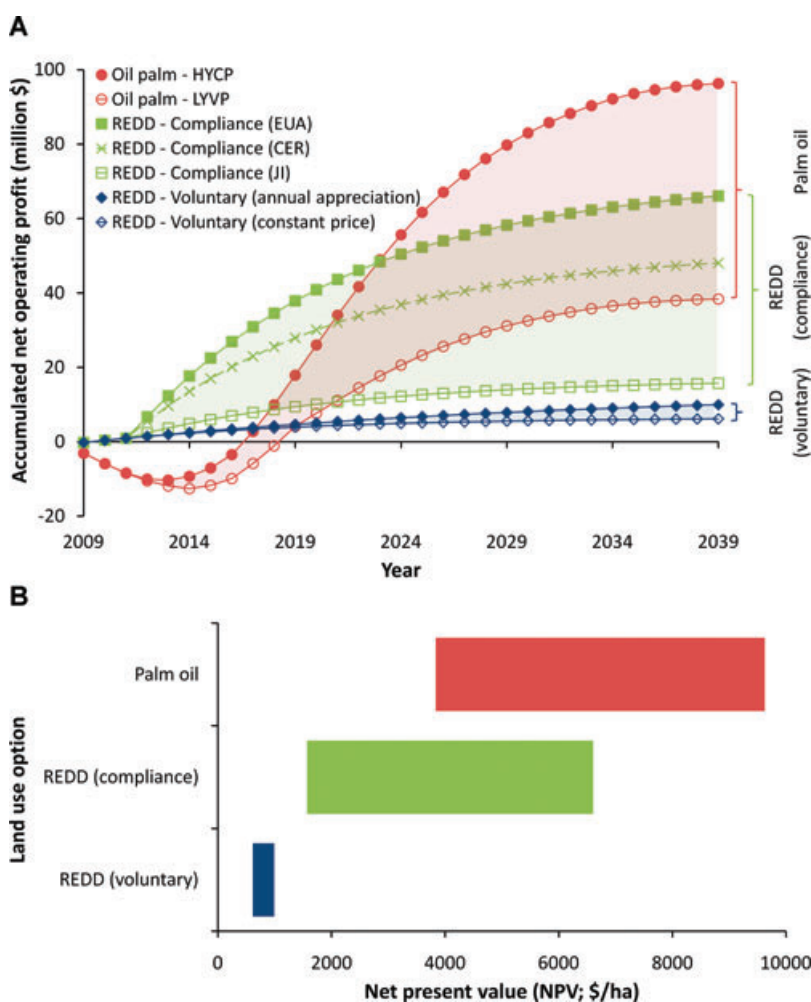 A
Accumulated net operating profit (million $)
100
80
60
40
20
0
-20
Oil palm - HYCP
Oil palm - LYVP
REDD - Compliance (EUA)
REDD - Compliance (CER)
REDD - Compliance (JI)
REDD - Voluntary (annual appreciation)
REDD - Voluntary (constant price)
Palm oil
REDD
(compliance)
REDD
(voluntary)
2009 2014 2019 2024 2029 2034 2039
Year
B
Land use option
Palm oil
REDD (compliance)
REDD (voluntary)
0 2000 4000 6000 8000 10000
Net present value (NPV; $/ha)